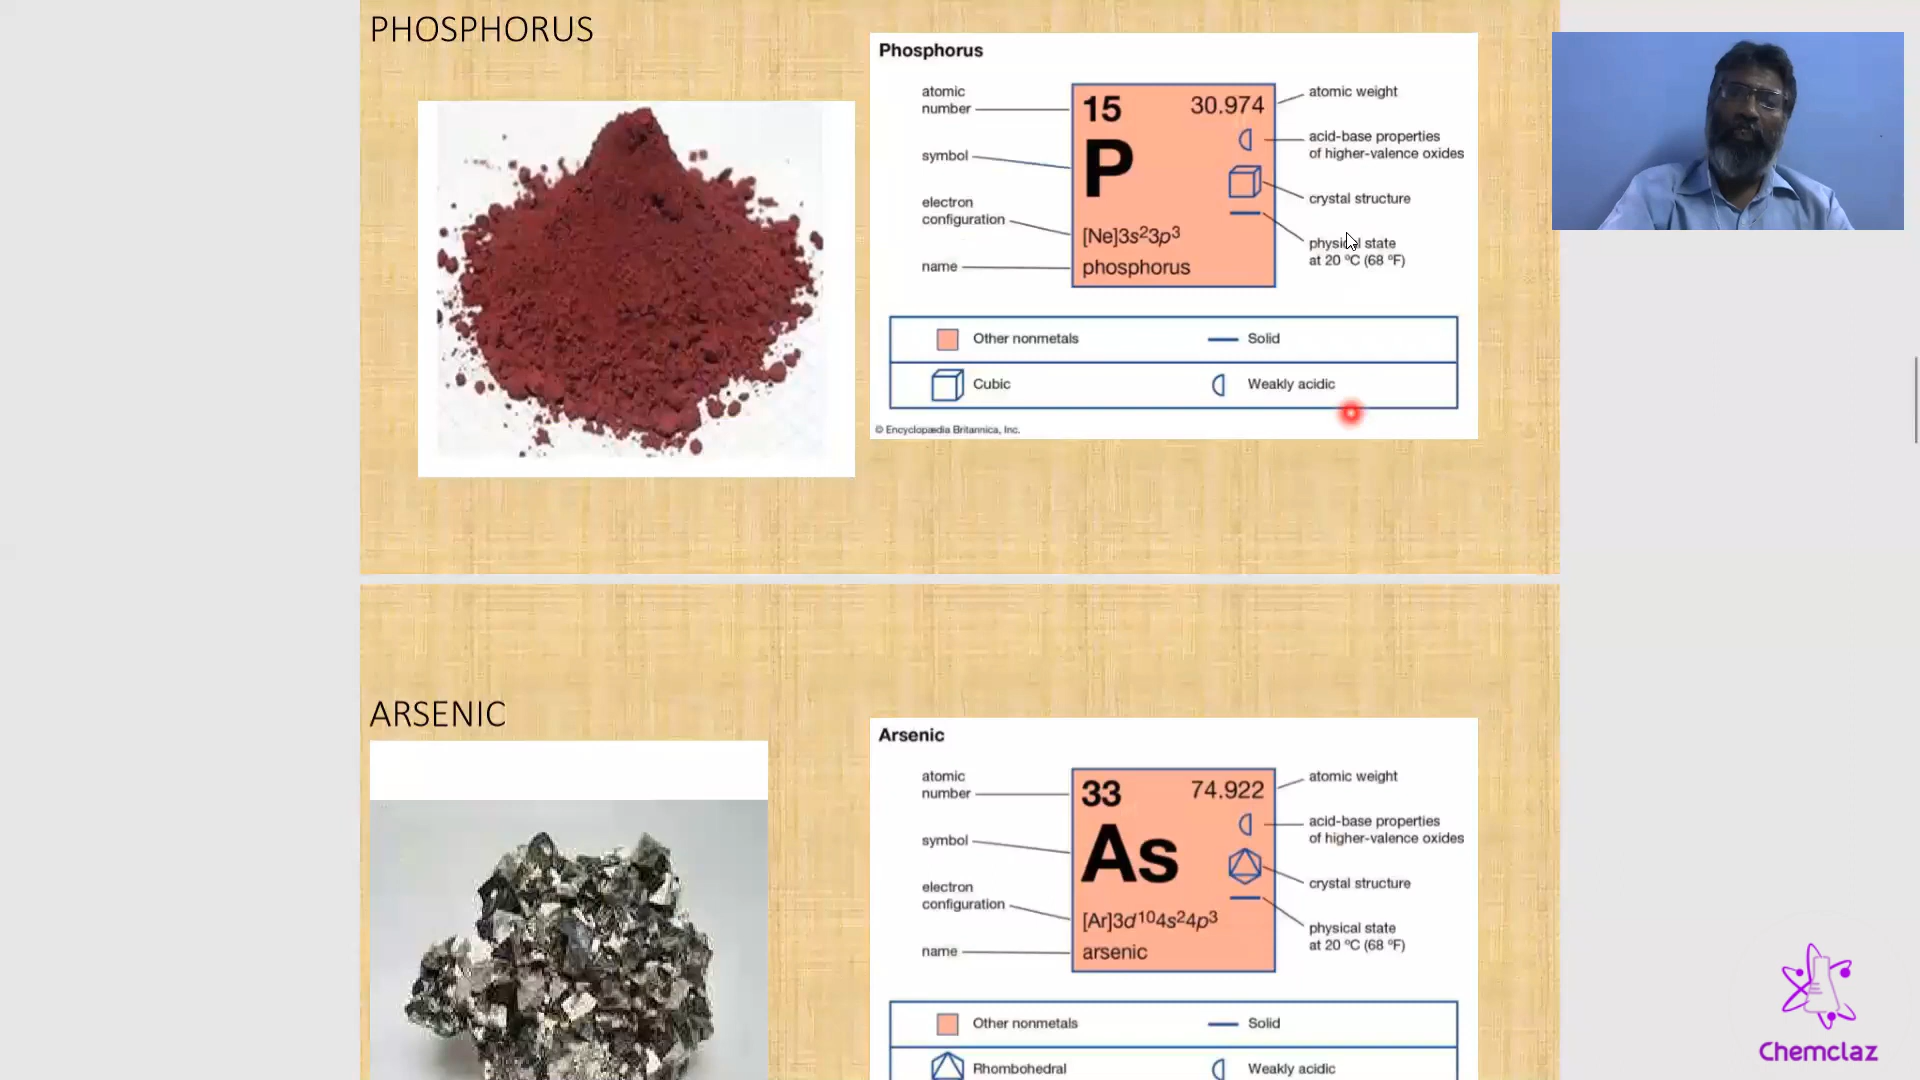 PHOSPHORUS
Phosphorus
atomic
number
15
30.974
atomic weight
acid-base properties
of higher-valence oxides
symbol
P
crystal structure
electron
configuration
[Ne]3s²3p³
physical state
at 20 ºC (68 ºF)
name
phosphorus
Other nonmetals
Solid
Cubic
Weakly acidic
© Encyclopædia Britannica, Inc.
ARSENIC
Arsenic
atomic
number
33
74.922
atomic weight
acid-base properties
of higher-valence oxides
symbol
As
crystal structure
electron
configuration
[Ar]3d¹⁰4s²4p³
physical state
at 20 ºC (68 ºF)
name
arsenic
Other nonmetals
Solid
Rhombohedral
Weakly acidic
Chemclaz